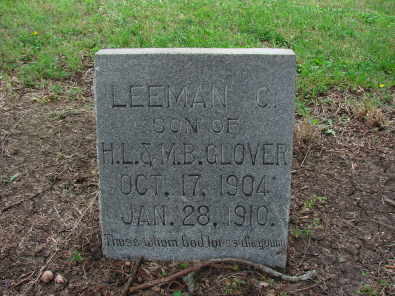 LEEMAN C.
SON OF
H.L. & M.B. GLOVER
OCT. 17, 1904
JAN. 28, 1910.
Those whom God loves die young